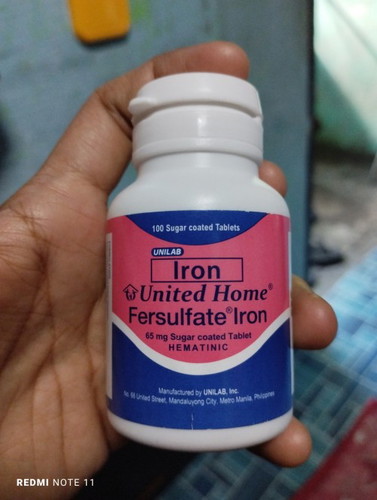 100 Sugar coated Tablets
UNILAB
Iron
United Home®
Fersulfate® Iron
65 mg Sugar coated Tablet
HEMATINIC
Manufactured by UNILAB, Inc.
No. 66 United Street, Mandaluyong City, Metro Manila, Philippines
REDMI NOTE 11